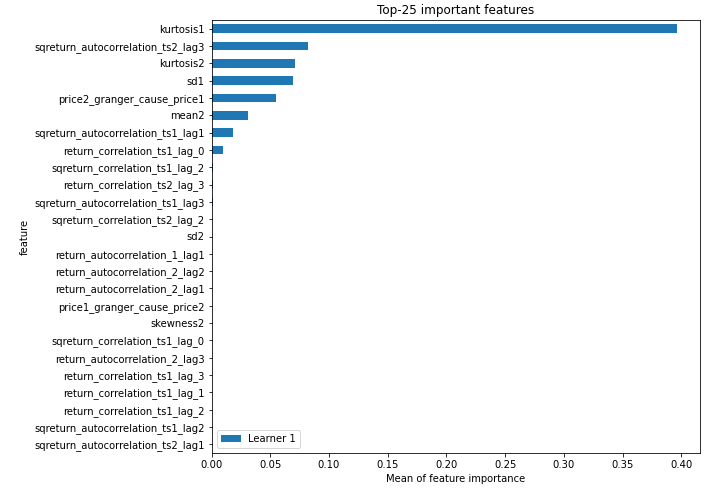 Top-25 important features
kurtosis1
sqreturn_autocorrelation_ts2_lag3
kurtosis2
sd1
price2_granger_cause_price1
mean2
sqreturn_autocorrelation_ts1_lag1
return_correlation_ts1_lag_0
sqreturn_correlation_ts1_lag_2
return_correlation_ts2_lag_3
sqreturn_autocorrelation_ts1_lag3
sqreturn_correlation_ts2_lag_2
sd2
return_autocorrelation_1_lag1
return_autocorrelation_2_lag2
return_autocorrelation_2_lag1
price1_granger_cause_price2
skewness2
sqreturn_correlation_ts1_lag_0
return_autocorrelation_2_lag3
return_correlation_ts1_lag_3
return_correlation_ts1_lag_1
return_correlation_ts1_lag_2
sqreturn_autocorrelation_ts1_lag2
sqreturn_autocorrelation_ts2_lag1
feature
Learner 1
0.00 0.05 0.10 0.15 0.20 0.25 0.30 0.35 0.40
Mean of feature importance